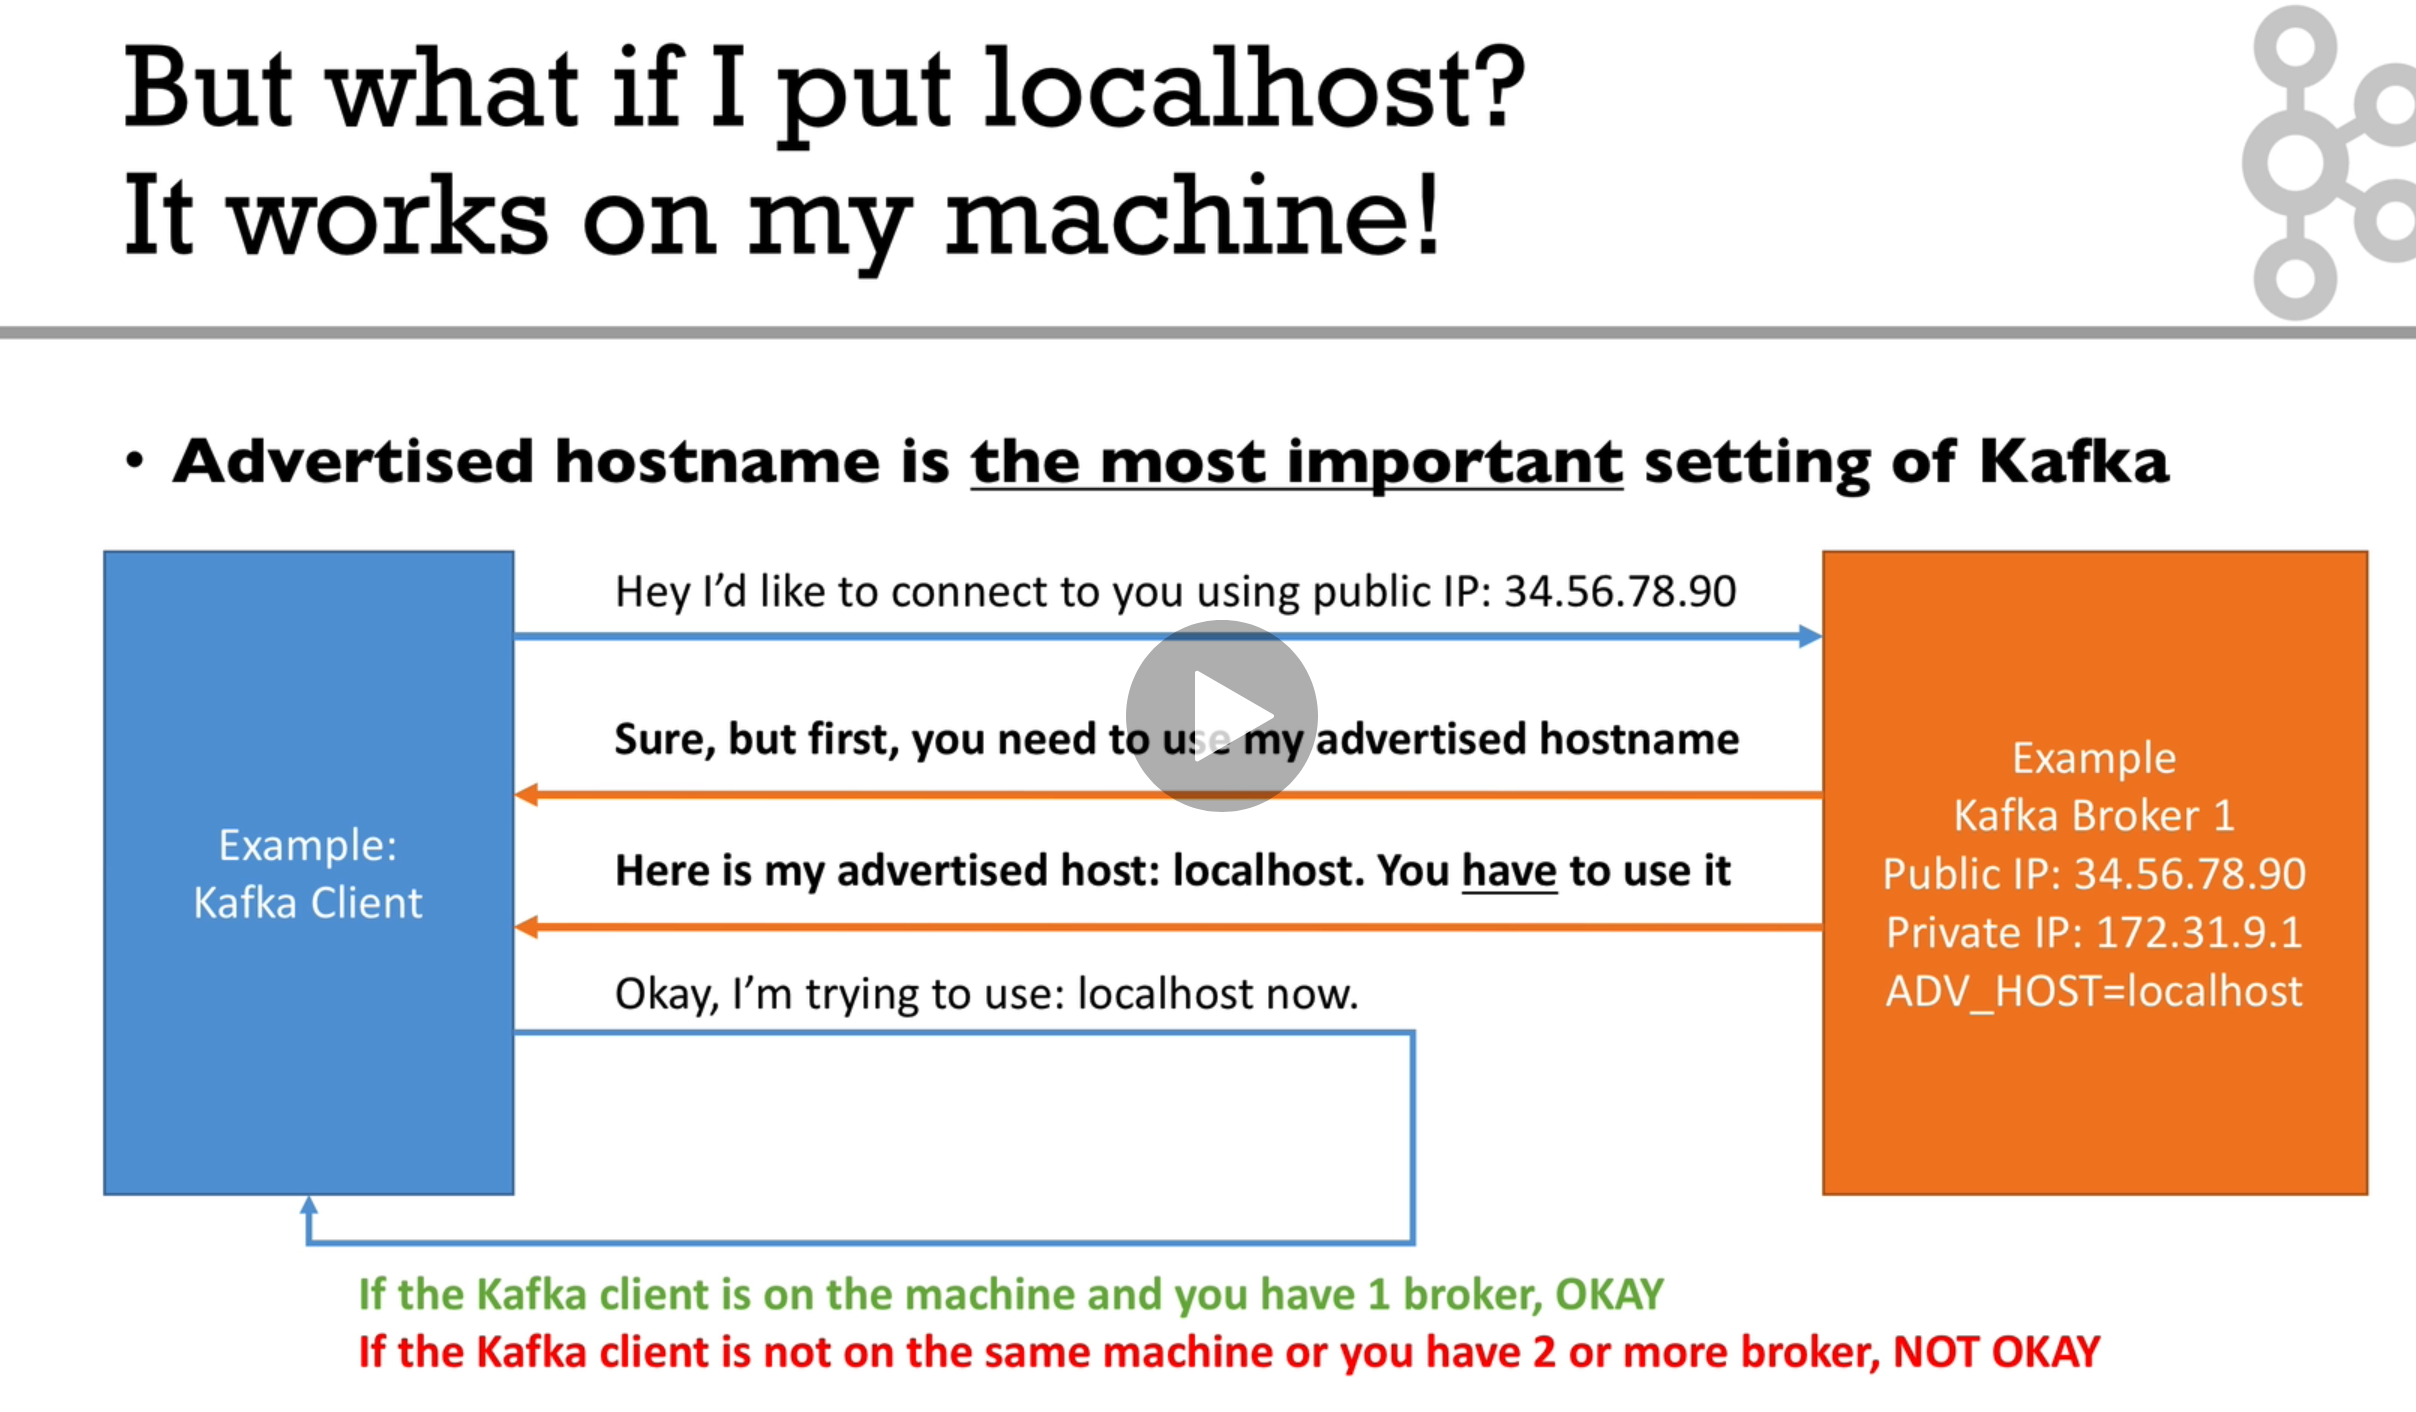 But what if I put localhost?
It works on my machine!
• Advertised hostname is the most important setting of Kafka
Hey I’d like to connect to you using public IP: 34.56.78.90
Sure, but first, you need to use my advertised hostname
Here is my advertised host: localhost. You have to use it
Okay, I’m trying to use: localhost now.
Example:
Kafka Client
Example
Kafka Broker 1
Public IP: 34.56.78.90
Private IP: 172.31.9.1
ADV_HOST=localhost
If the Kafka client is on the machine and you have 1 broker, OKAY
If the Kafka client is not on the same machine or you have 2 or more broker, NOT OKAY